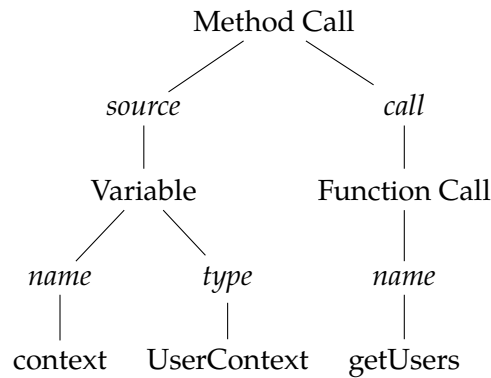 Method Call
source call
Variable Function Call
name type name
context UserContext getUsers